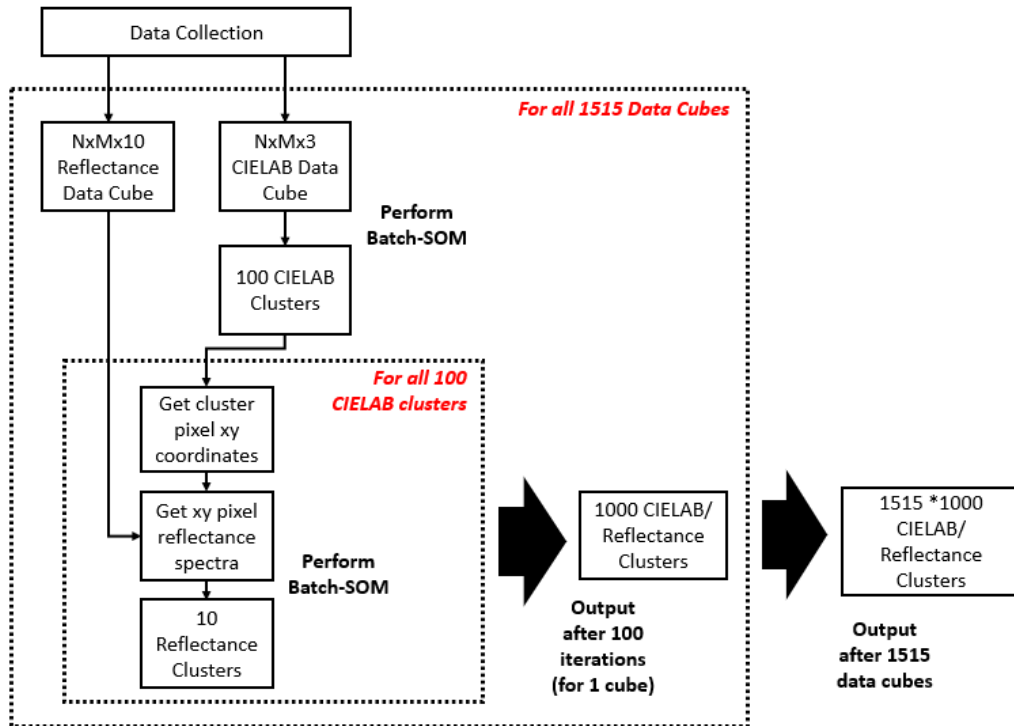 Data Collection
For all 1515 Data Cubes
NxMx10
Reflectance
Data Cube
NxMx3
CIELAB Data
Cube
Perform
Batch-SOM
100 CIELAB
Clusters
For all 100
CIELAB clusters
Get cluster
pixel xy
coordinates
Get xy pixel
reflectance
spectra
Perform
Batch-SOM
10
Reflectance
Clusters
1000 CIELAB/
Reflectance
Clusters
Output
after 100
iterations
(for 1 cube)
1515 *1000
CIELAB/
Reflectance
Clusters
Output
after 1515
data cubes